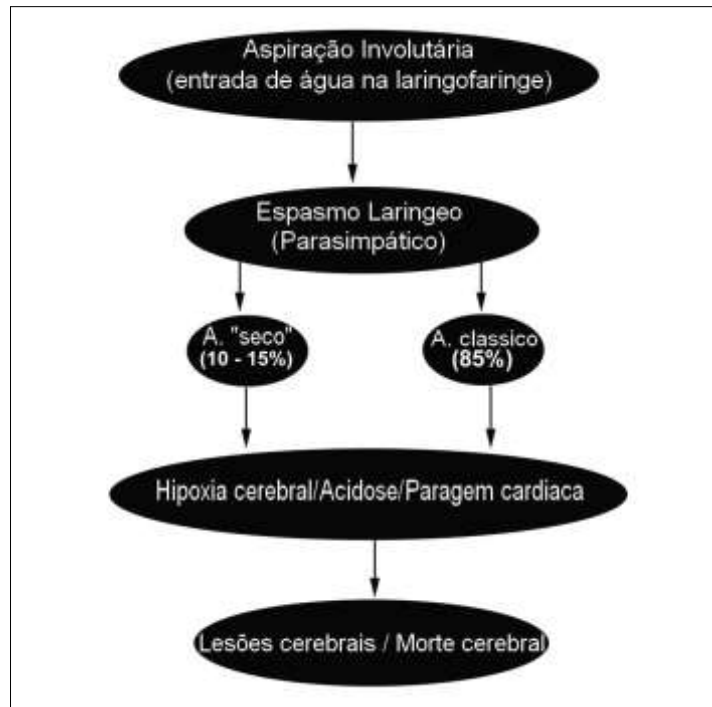 Aspiração Involutária
(entrada de água na laringofaringe)
Espasmo Laringeo
(Parasimpático)
A. "seco"
(10 - 15%)
A. classico
(85%)
Hipoxia cerebral/Acidose/Paragem cardiaca
Lesões cerebrais / Morte cerebral